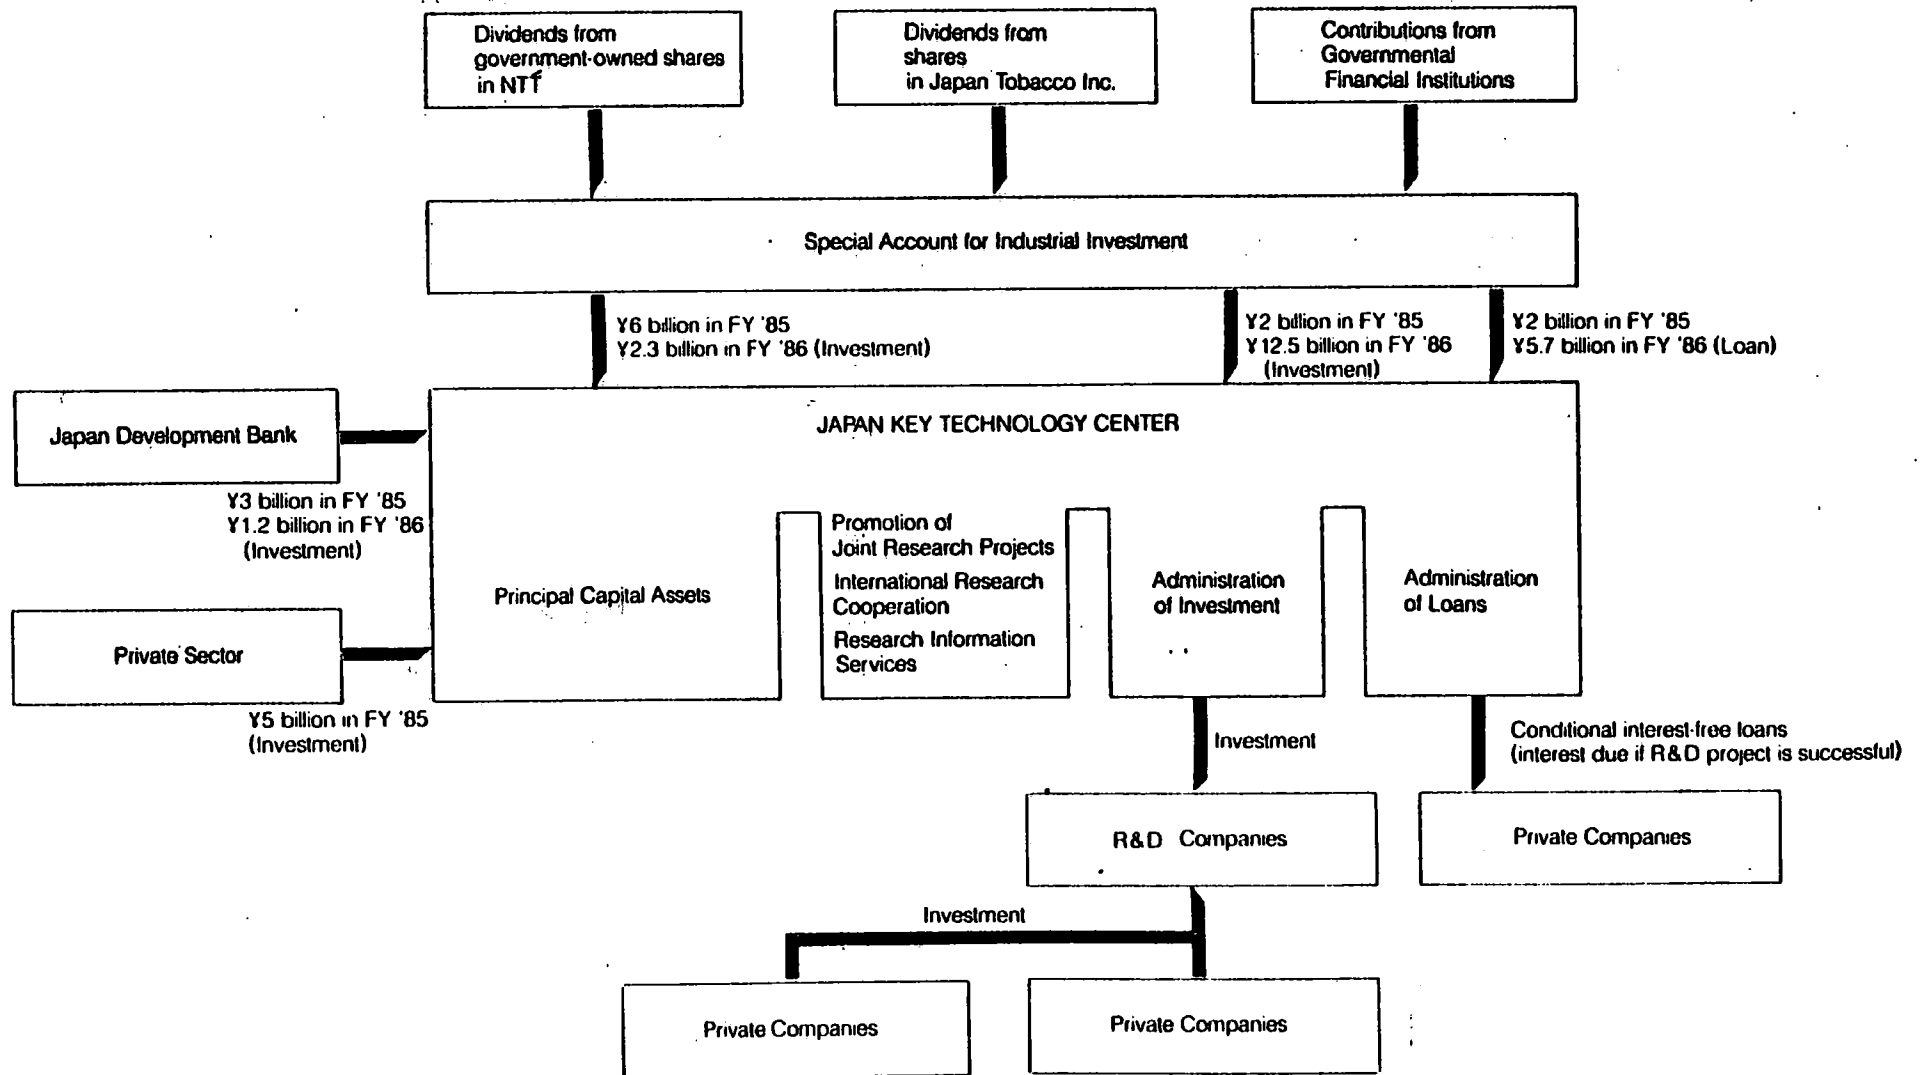 Dividends from
government-owned shares
in NTT
Dividends from
shares
in Japan Tobacco Inc.
Contributions from
Governmental
Financial Institutions
Special Account for Industrial Investment
¥6 billion in FY '85
¥2.3 billion in FY '86 (Investment)
¥2 billion in FY '85
¥12.5 billion in FY '86
(Investment)
¥2 billion in FY '85
¥5.7 billion in FY '86 (Loan)
Japan Development Bank
¥3 billion in FY '85
¥1.2 billion in FY '86
(Investment)
Private Sector
¥5 billion in FY '85
(Investment)
JAPAN KEY TECHNOLOGY CENTER
Principal Capital Assets
Promotion of
Joint Research Projects
International Research
Cooperation
Research Information
Services
Administration
of Investment
Administration
of Loans
Investment
Conditional interest-free loans
(interest due if R&D project is successful)
R&D Companies
Private Companies
Investment
Private Companies
Private Companies